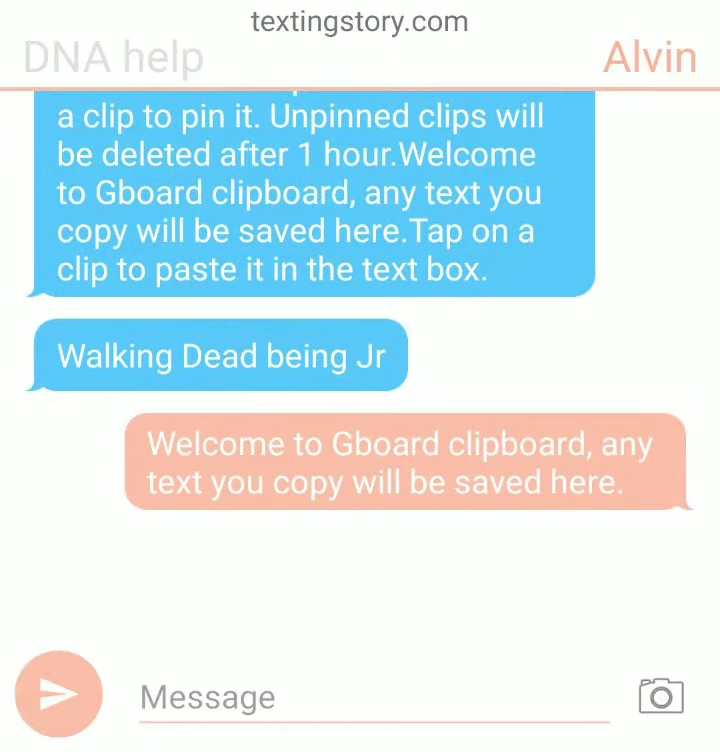 textingstory.com
DNA help
Alvin
a clip to pin it. Unpinned clips will
be deleted after 1 hour.Welcome
to Gboard clipboard, any text you
copy will be saved here.Tap on a
clip to paste it in the text box.
Walking Dead being Jr
Welcome to Gboard clipboard, any
text you copy will be saved here.
Message